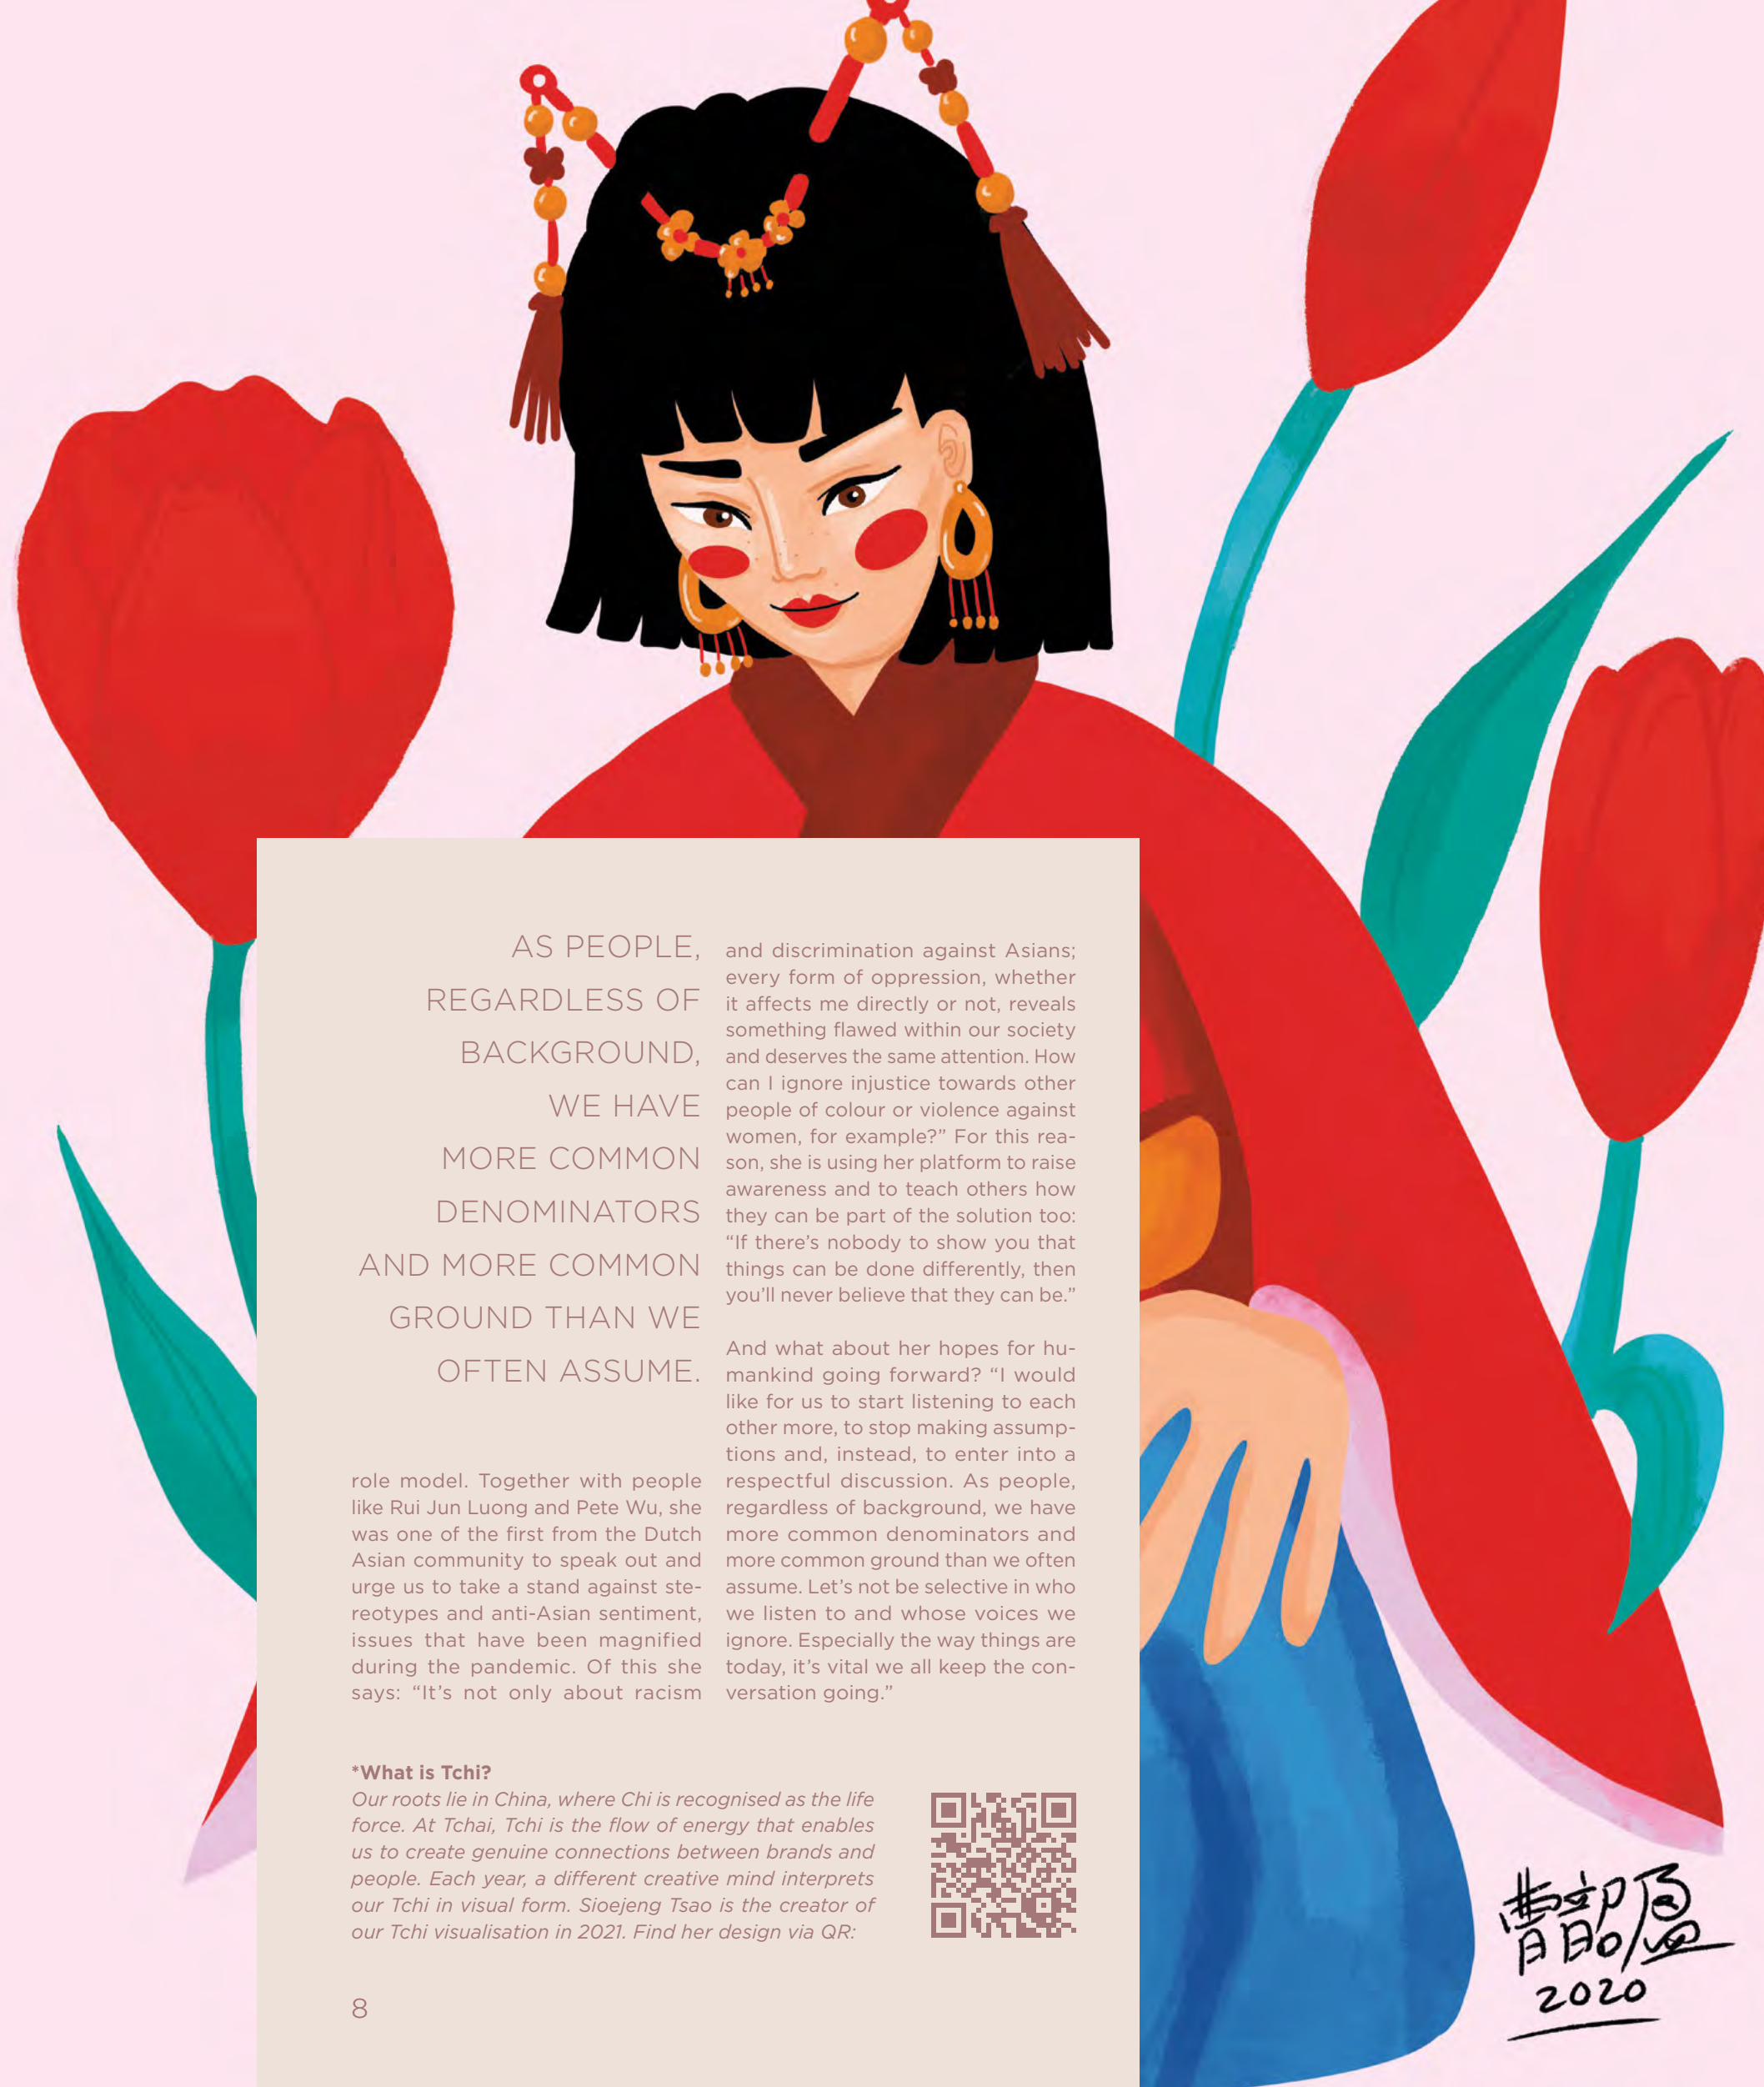 AS PEOPLE,
REGARDLESS OF
BACKGROUND,
WE HAVE
MORE COMMON
DENOMINATORS
AND MORE COMMON
GROUND THAN WE
OFTEN ASSUME.
role model. Together with people
like Rui Jun Luong and Pete Wu, she
was one of the first from the Dutch
Asian community to speak out and
urge us to take a stand against ste-
reotypes and anti-Asian sentiment,
issues that have been magnified
during the pandemic. Of this she
says: “It’s not only about racism
and discrimination against Asians;
every form of oppression, whether
it affects me directly or not, reveals
something flawed within our society
and deserves the same attention. How
can I ignore injustice towards other
people of colour or violence against
women, for example?” For this rea-
son, she is using her platform to raise
awareness and to teach others how
they can be part of the solution too:
“If there’s nobody to show you that
things can be done differently, then
you’ll never believe that they can be.”
And what about her hopes for hu-
mankind going forward? “I would
like for us to start listening to each
other more, to stop making assump-
tions and, instead, to enter into a
respectful discussion. As people,
regardless of background, we have
more common denominators and
more common ground than we often
assume. Let’s not be selective in who
we listen to and whose voices we
ignore. Especially the way things are
today, it’s vital we all keep the con-
versation going.”
*What is Tchi?
Our roots lie in China, where Chi is recognised as the life
force. At Tchai, Tchi is the flow of energy that enables
us to create genuine connections between brands and
people. Each year, a different creative mind interprets
our Tchi in visual form. Sioejeng Tsao is the creator of
our Tchi visualisation in 2021. Find her design via QR:
8
曹韶盈
2020